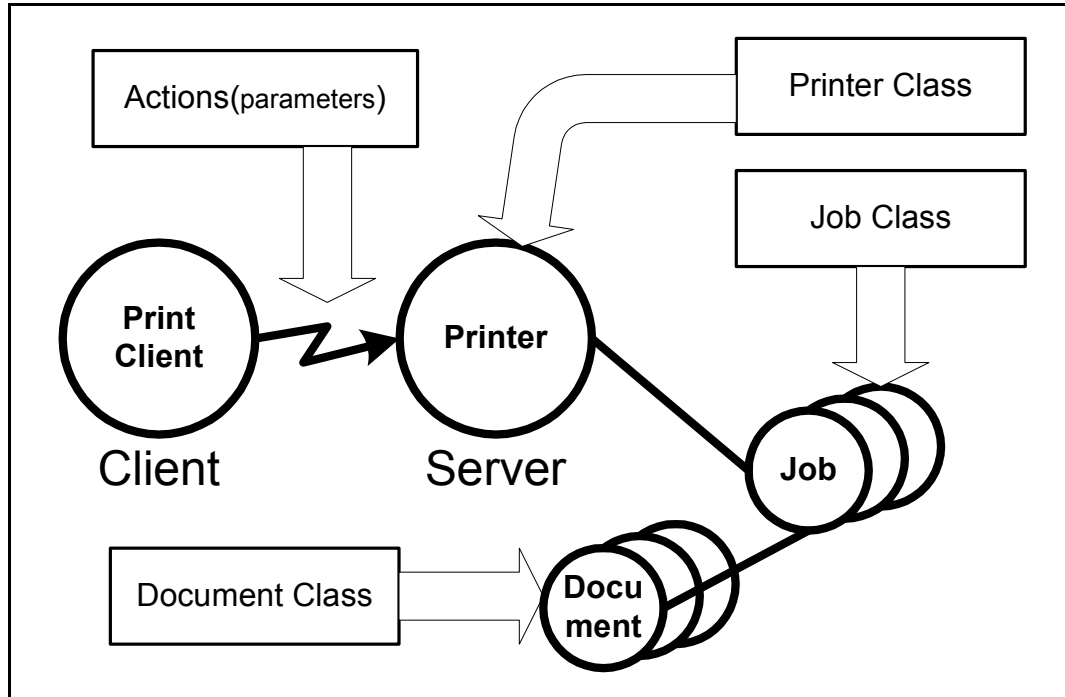 Actions(parameters)
Printer Class
Job Class
Print
Client
Printer
Client
Server
Job
Document Class
Docu
ment